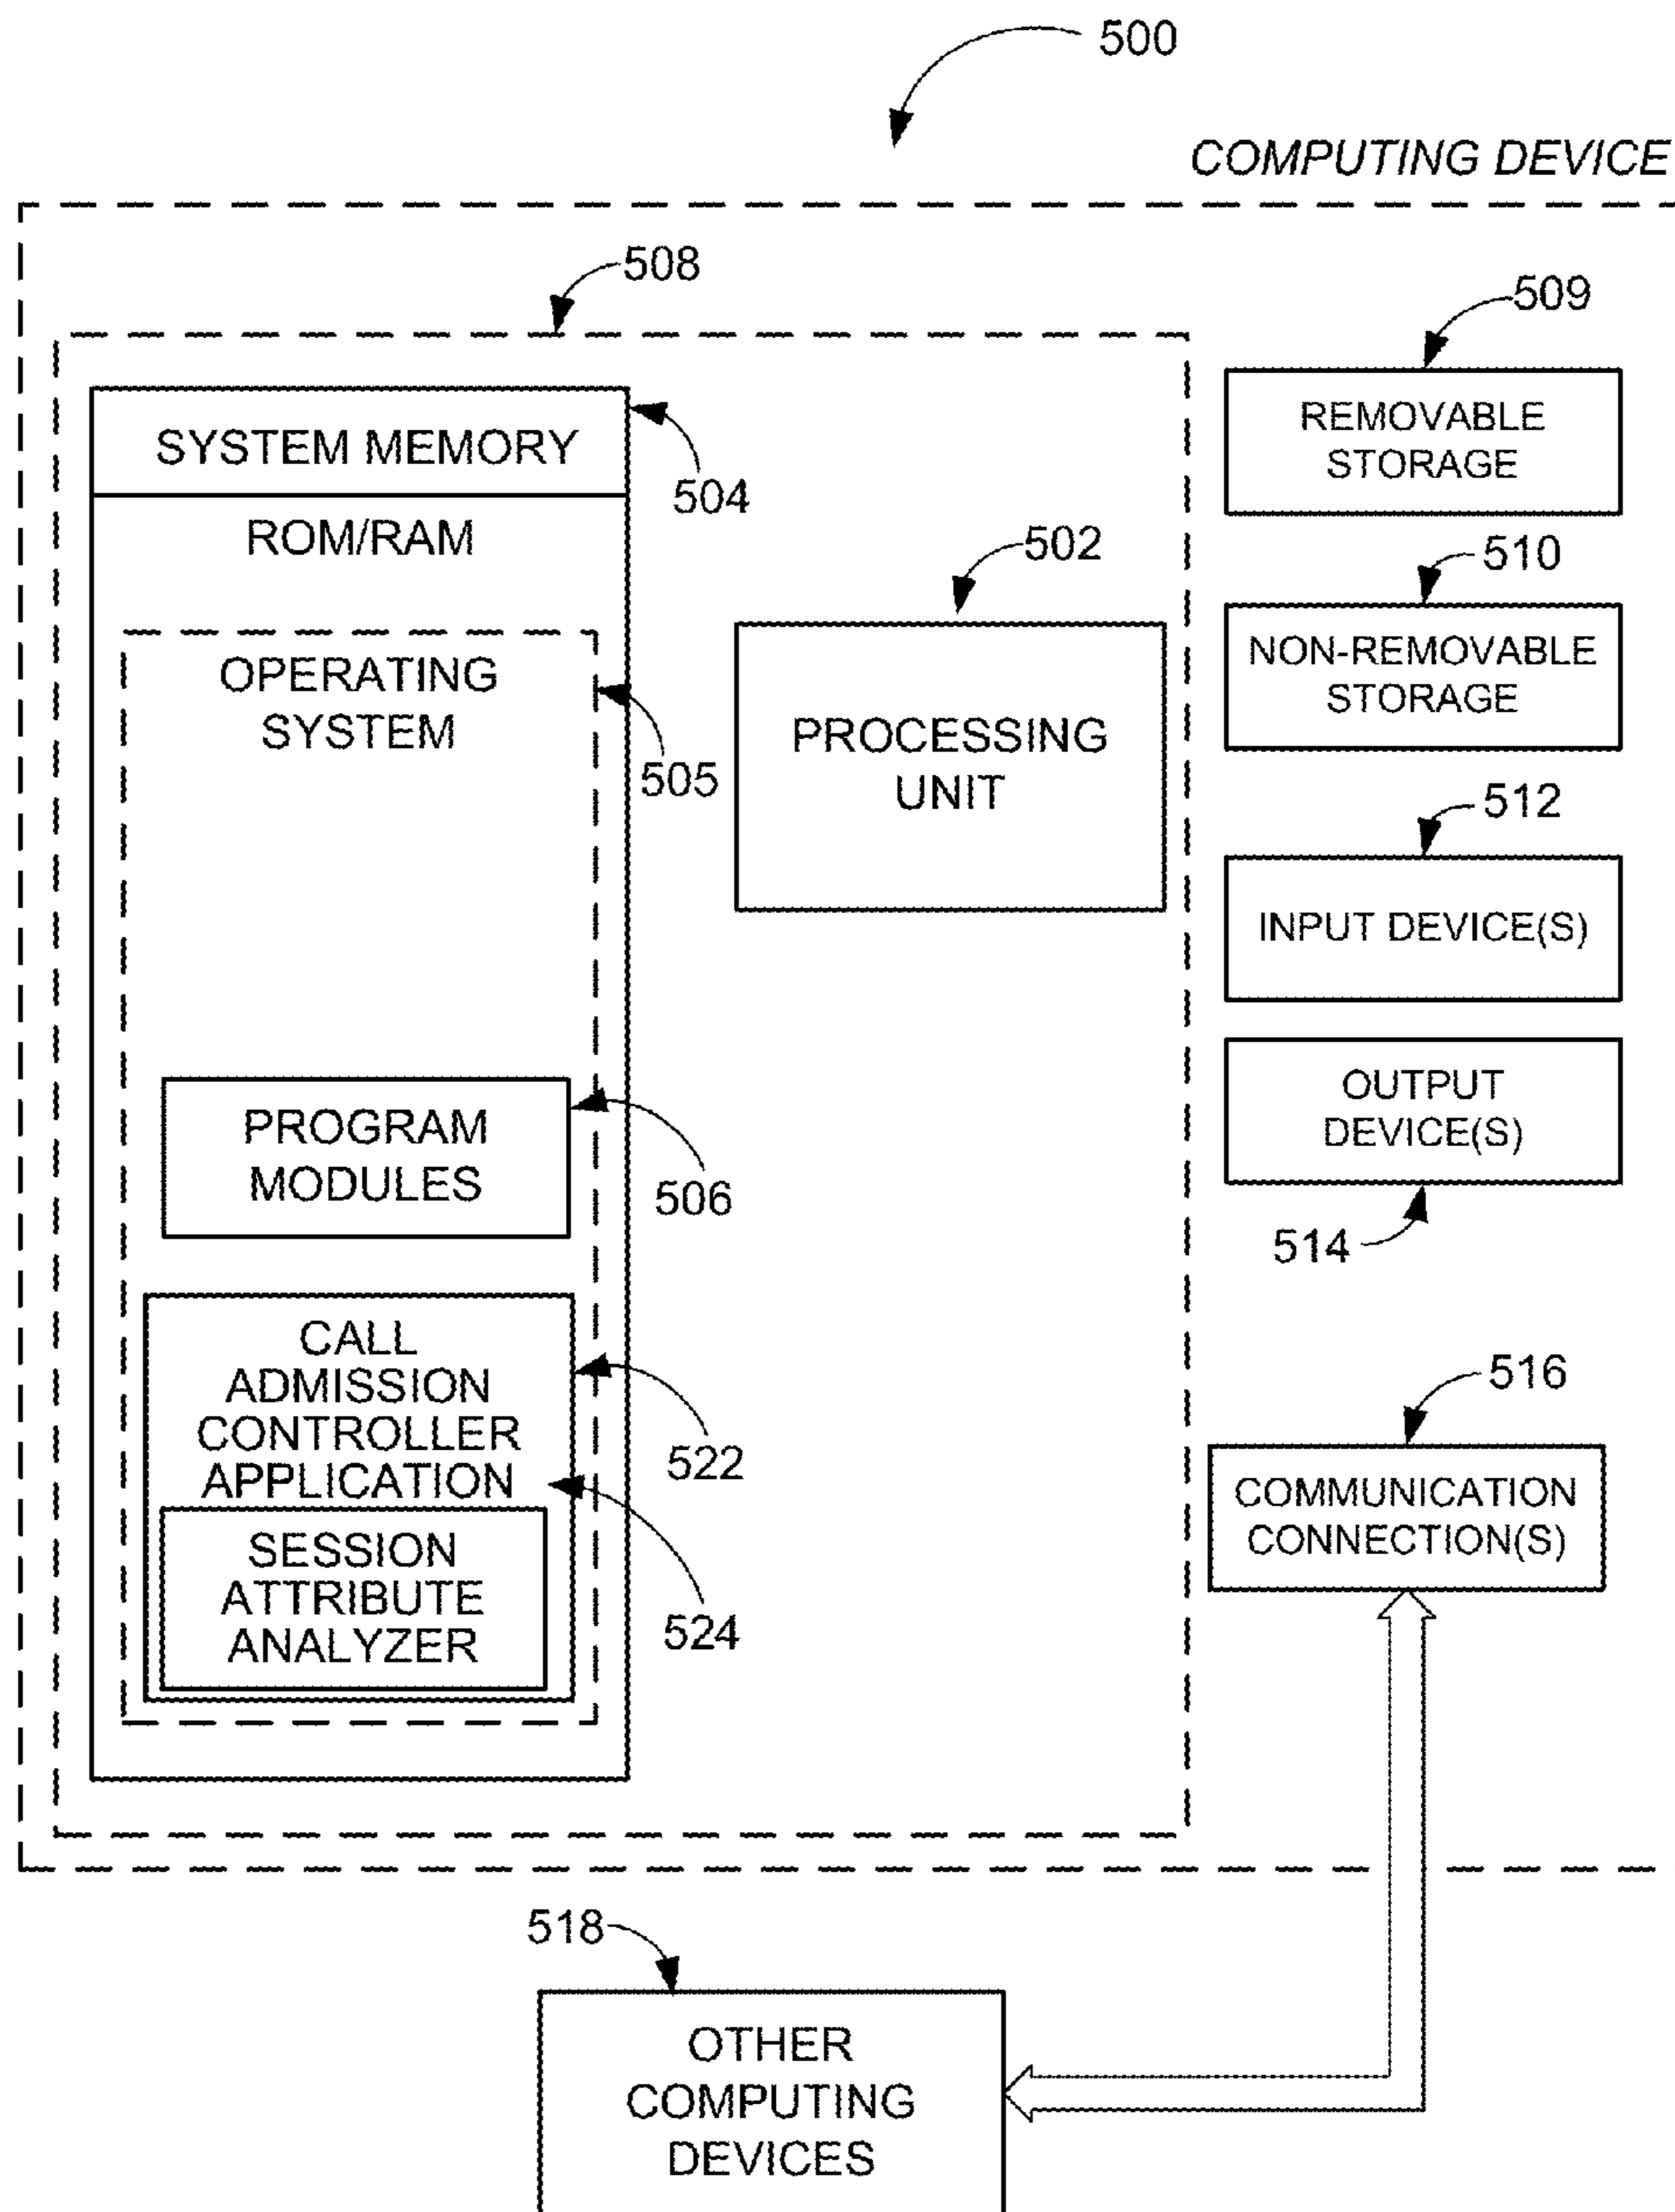 500
COMPUTING DEVICE
508
509
SYSTEM MEMORY
504
ROM/RAM
REMOVABLE
STORAGE
502
510
OPERATING
SYSTEM
505
PROCESSING
UNIT
NON-REMOVABLE
STORAGE
512
INPUT DEVICE(S)
OUTPUT
DEVICE(S)
514
PROGRAM
MODULES
506
CALL
ADMISSION
CONTROLLER
APPLICATION
522
SESSION
ATTRIBUTE
ANALYZER
524
516
COMMUNICATION
CONNECTION(S)
518
OTHER
COMPUTING
DEVICES